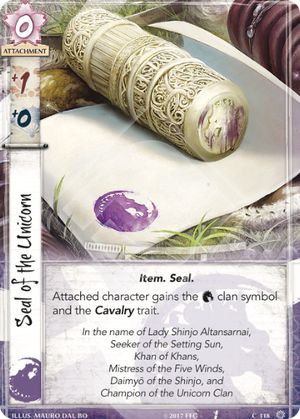 0
ATTACHMENT
+1
+0
Seal of the Unicorn
Item. Seal.
Attached character gains the clan symbol
and the Cavalry trait.
In the name of Lady Shinjo Altansarnai,
Seeker of the Setting Sun,
Khan of Khans,
Mistress of the Five Winds,
Daimyō of the Shinjo, and
Champion of the Unicorn Clan
ILLUS. MAURO DAL BO
©2017 FFG
C 118